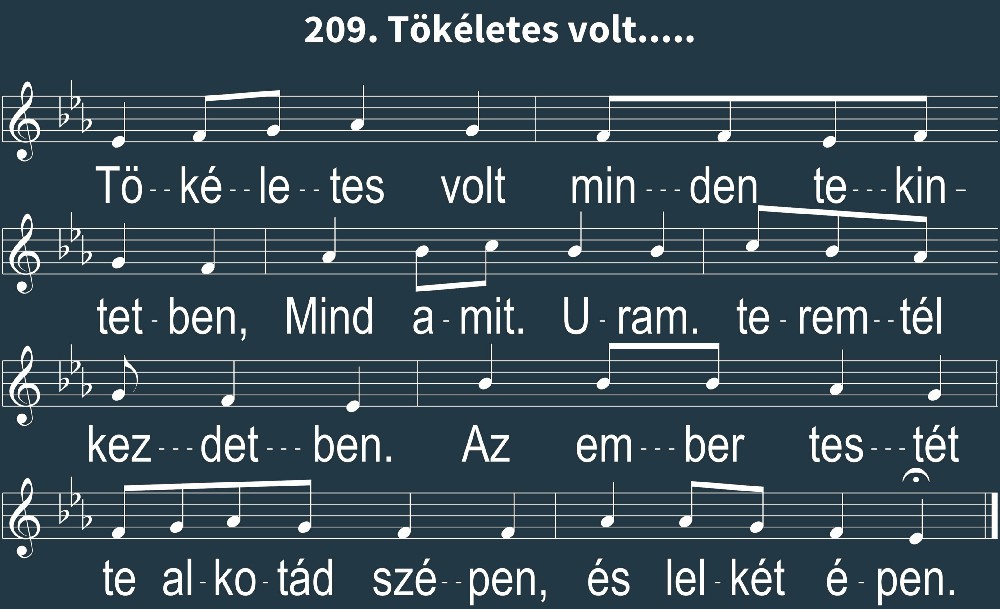 209. Tökéletes volt.....
Tö--ké--le--tes volt min---den te---kin-
tet-ben, Mind a-mit. U-ram. te-rem--tél
kez---det---ben. Az em---ber tes---tét
te al-ko-tád szé--pen, és lel-két é-pen.